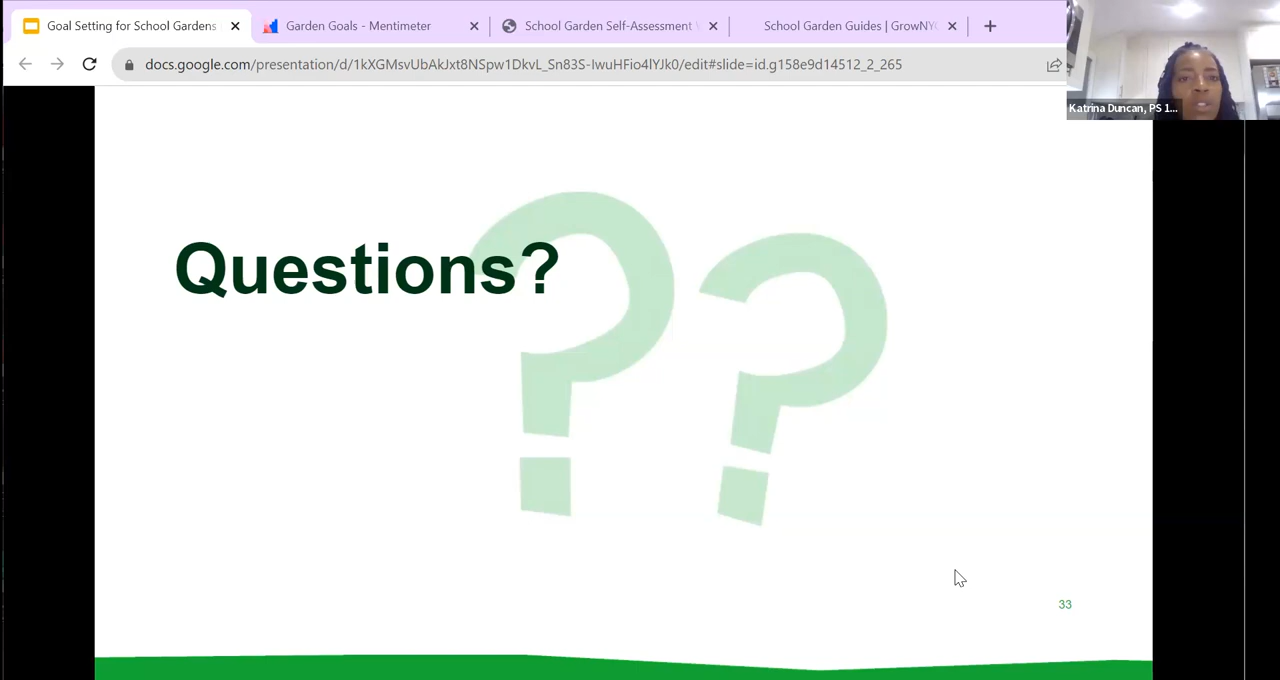 Goal Setting for School Gardens
Garden Goals - Mentimeter
School Garden Self-Assessment
School Garden Guides | GrowNY
docs.google.com/presentation/d/1kXGMsvUbAkJxt8NSpw1DkvL_Sn83S-IwuHFio4lYJk0/edit#slide=id.g158e9d14512_2_265
Katrina Duncan, PS 1...
Questions?
??
33